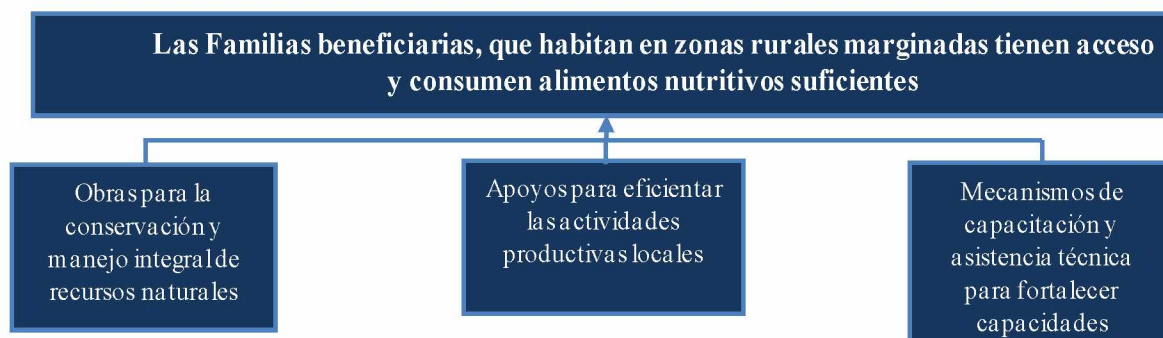 Las Familias beneficiarias, que habitan en zonas rurales marginadas tienen acceso
y consumen alimentos nutritivos suficientes
Obras para la
conservación y
manejo integral de
recursos naturales
Apoyos para eficientar
las actividades
productivas locales
Mecanismos de
capacitación y
asistencia técnica
para fortalecer
capacidades